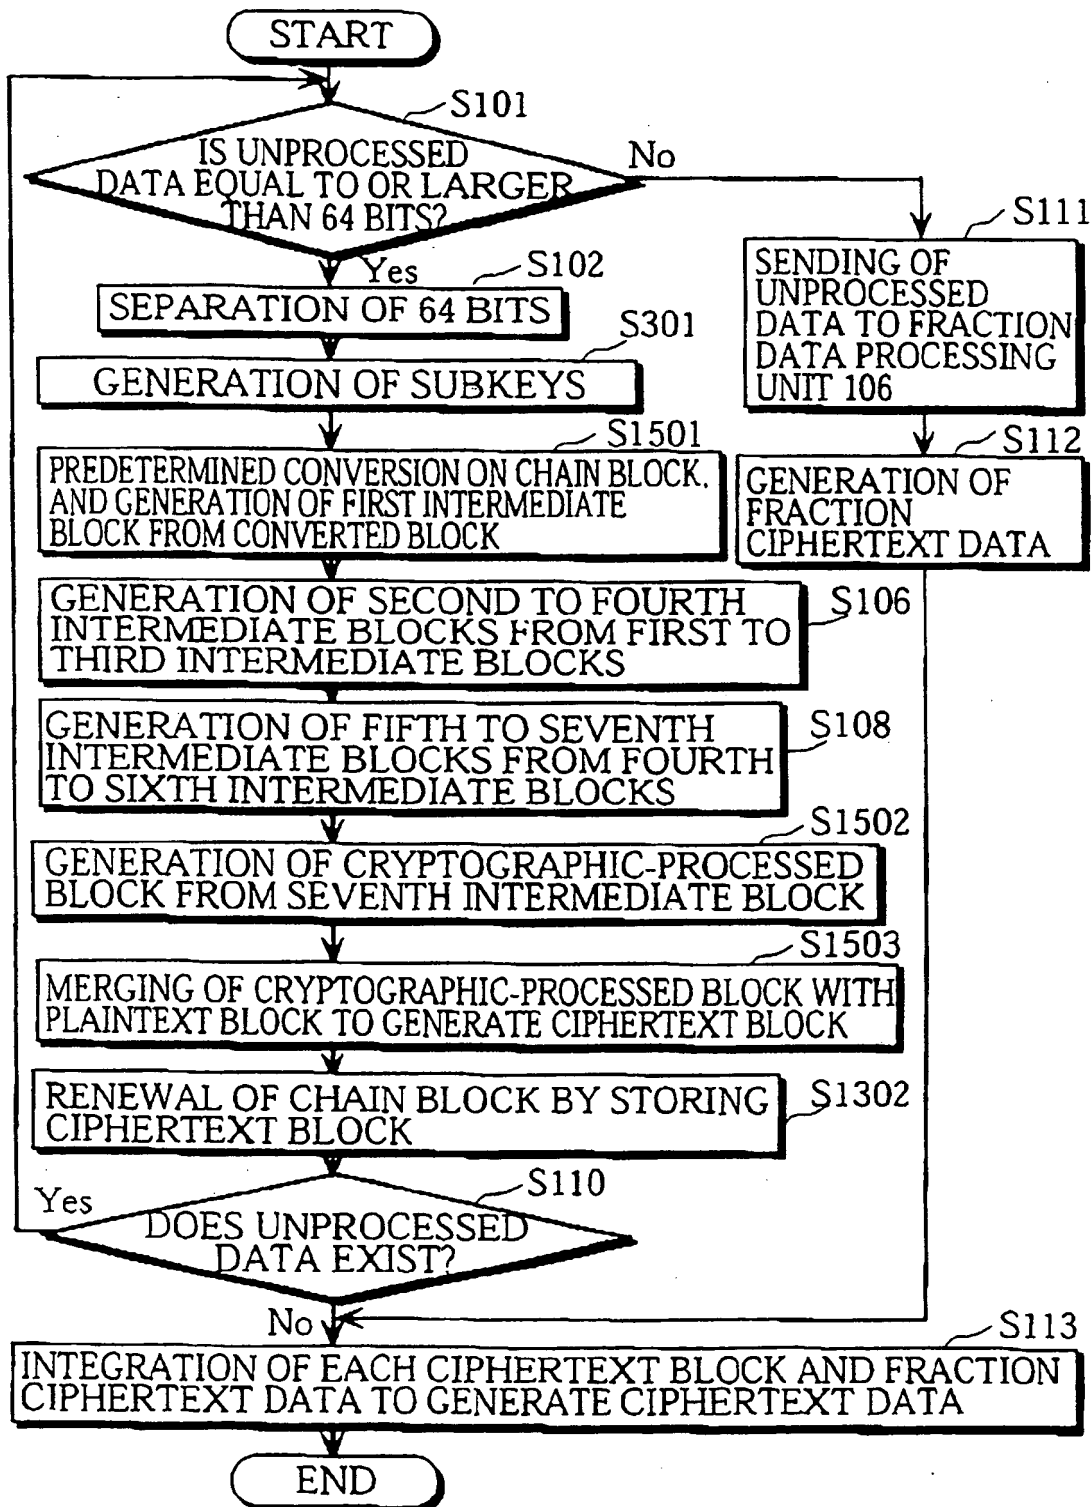 START
S101
IS UNPROCESSED
DATA EQUAL TO OR LARGER
THAN 64 BITS?
No
Yes
S102
SEPARATION OF 64 BITS
S301
GENERATION OF SUBKEYS
S1501
PREDETERMINED CONVERSION ON CHAIN BLOCK,
AND GENERATION OF FIRST INTERMEDIATE
BLOCK FROM CONVERTED BLOCK
S106
GENERATION OF SECOND TO FOURTH
INTERMEDIATE BLOCKS FROM FIRST TO
THIRD INTERMEDIATE BLOCKS
S108
GENERATION OF FIFTH TO SEVENTH
INTERMEDIATE BLOCKS FROM FOURTH
TO SIXTH INTERMEDIATE BLOCKS
S1502
GENERATION OF CRYPTOGRAPHIC-PROCESSED
BLOCK FROM SEVENTH INTERMEDIATE BLOCK
S1503
MERGING OF CRYPTOGRAPHIC-PROCESSED BLOCK WITH
PLAINTEXT BLOCK TO GENERATE CIPHERTEXT BLOCK
S1302
RENEWAL OF CHAIN BLOCK BY STORING
CIPHERTEXT BLOCK
S110
Yes
DOES UNPROCESSED
DATA EXIST?
No
S111
SENDING OF
UNPROCESSED
DATA TO FRACTION
DATA PROCESSING
UNIT 106
S112
GENERATION OF
FRACTION
CIPHERTEXT DATA
S113
INTEGRATION OF EACH CIPHERTEXT BLOCK AND FRACTION
CIPHERTEXT DATA TO GENERATE CIPHERTEXT DATA
END